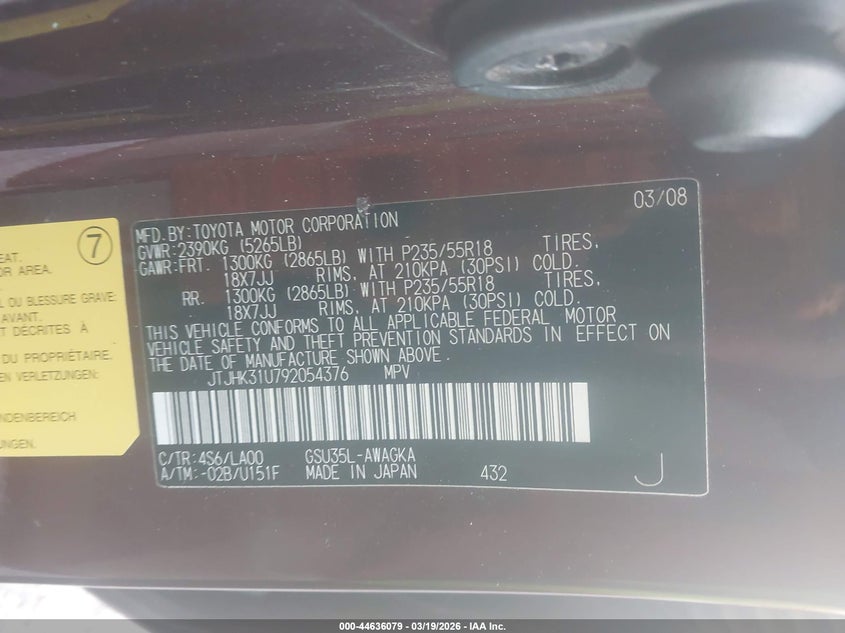 7
EAT.
OR AREA.
OU BLESSURE GRAVE:
AVANT.
T DÉCRITES À
DU PROPRIÉTAIRE.
EN VERLETZUNG:
NDENBEREICH
UNGEN.
03/08
MFD.BY:TOYOTA MOTOR CORPORATION
GVWR:2390KG (5265LB)
GAWR:FRT. 1300KG (2865LB) WITH P235/55R18 TIRES,
18X7JJ RIMS, AT 210KPA (30PSI) COLD.
RR. 1300KG (2865LB) WITH P235/55R18 TIRES,
18X7JJ RIMS, AT 210KPA (30PSI) COLD.
THIS VEHICLE CONFORMS TO ALL APPLICABLE FEDERAL MOTOR
VEHICLE SAFETY AND THEFT PREVENTION STANDARDS IN EFFECT ON
THE DATE OF MANUFACTURE SHOWN ABOVE.
JTJHK31U792054376 MPV
C/TR:4S6/LA00 GSU35L-AWAGKA
A/TM:-02B/U151F MADE IN JAPAN 432 J
000-44636079 — 03/19/2026 — IAA Inc.